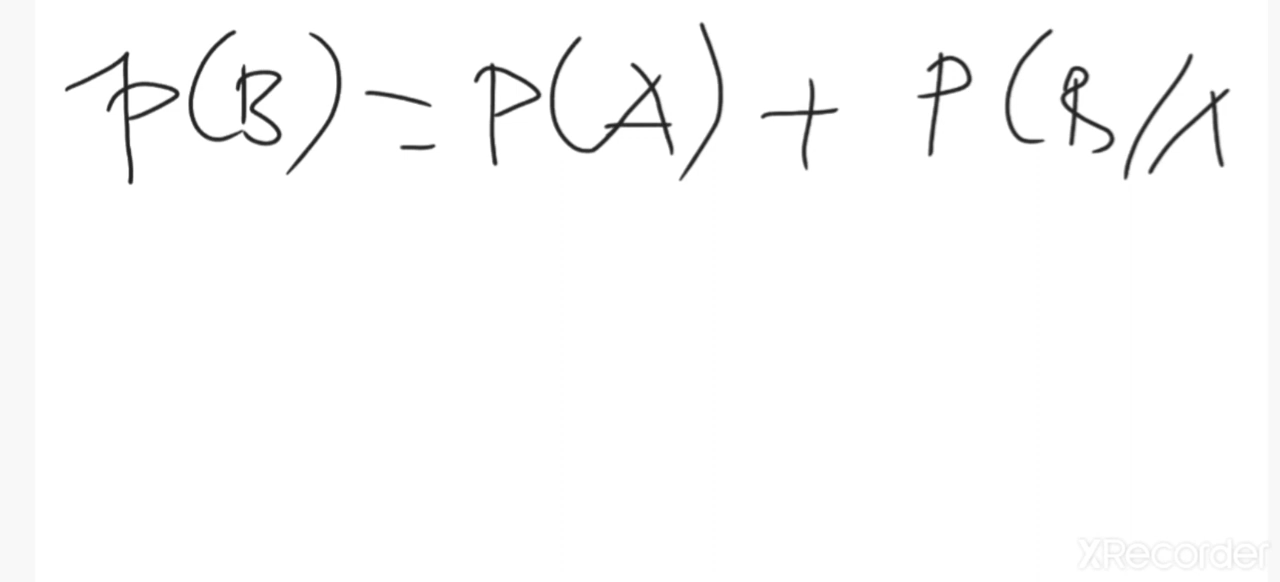 P(B) = P(A) + P(B/A
XRecorder